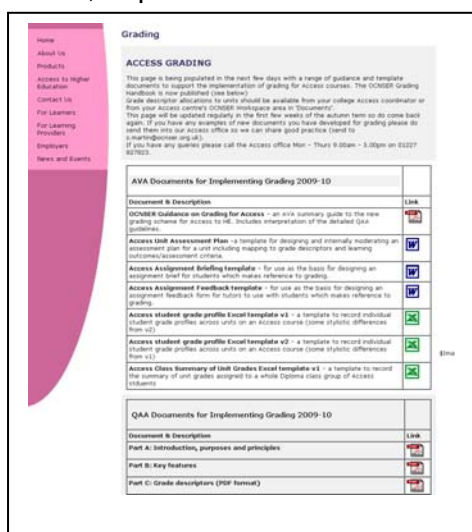 Home
About Us
Products
Access to Higher
Education
Contact Us
For Learners
For Learning
Providers
Employers
News and Events
Grading
ACCESS GRADING
This page is being populated in the next few days with a range of guidance and template
documents to support the implementation of grading for Access courses. The OCNSER Grading
Handbook is now published (see below)
Grade descriptor allocations to units should be available from your college Access coordinator or
from your Access centre's OCNSER Workspace area in 'Documents'.
This page will be updated regularly in the first few weeks of the autumn term so do come back
again. If you have any examples of new documents you have developed for grading please do
send them into our Access office so we can share good practice (send to
s.martin@ocnser.org.uk).
If you have any queries please call the Access office Mon - Thurs 9.00am - 5.00pm on 01227
827823.
AVA Documents for Implementing Grading 2009-10
Document & Description Link
OCNSER Guidance on Grading for Access - an AVA summary guide to the new
grading scheme for Access to HE. Includes interpretation of the detailed QAA
guidelines.
Access Unit Assessment Plan -a template for designing and internally moderating an
assessment plan for a unit including mapping to grade descriptors and learning
outcomes/assessment criteria.
Access Assignment Briefing template - for use as the basis for designing an
assignment brief for students which makes reference to grading.
Access Assignment Feedback template - for use as the basis for designing an
assignment feedback form for tutors to use with students which makes reference to
grading.
Access student grade profile Excel template v1 - a template to record individual
student grade profiles across units on an Access course (some stylistic differences
from v2)
Access student grade profile Excel template v2 - a template to record individual
student grade profiles across units on an Access course (some stylistic differences
from v1)
Access Class Summary of Unit Grades Excel template v1 - a template to record
the summary of unit grades assigned to a whole Diploma class group of Access
stduents
QAA Documents for Implementing Grading 2009-10
Document & Description Link
Part A: Introduction, purposes and principles
Part B: Key features
Part C: Grade descriptors (PDF format)